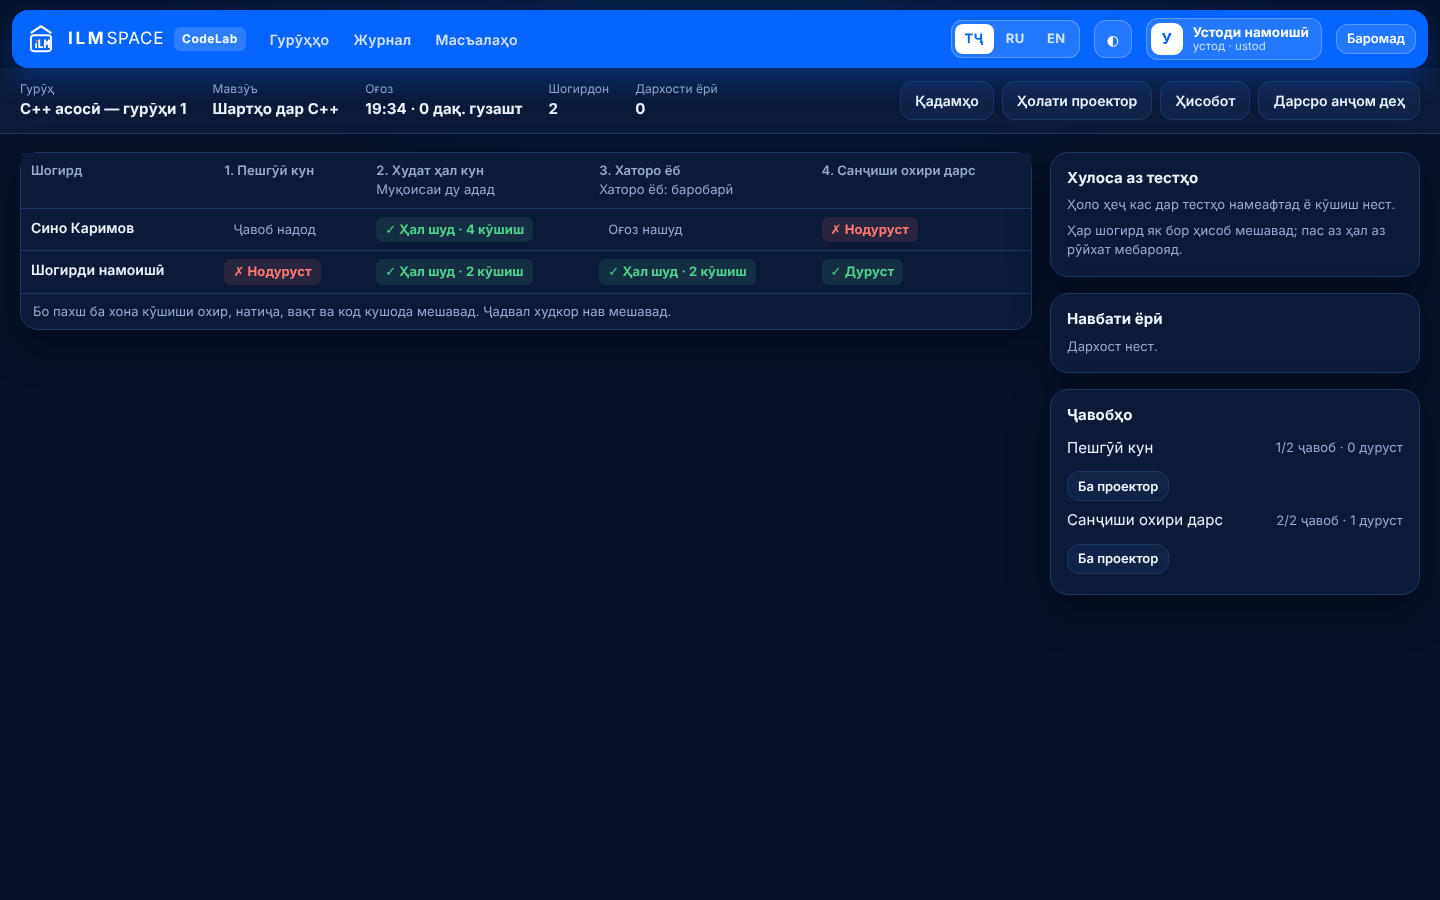 ILMSPACE CodeLab Гурӯҳҳо Журнал Масъалаҳо ТҶ RU EN У Устоди намоишӣ Баромад
устод · ustod
Гурӯҳ Мавзӯъ Оғоз Шогирдон Дархости ёрӣ
C++ асосӣ — гурӯҳи 1 Шартҳо дар C++ 19:34 · 0 дақ. гузашт 2 0
Қадамҳо Ҳолати проектор Ҳисобот Дарсро анҷом деҳ
Шогирд 1. Пешгӯӣ кун 2. Худат ҳал кун 3. Хаторо ёб 4. Санҷиши охири дарс
Муқоисаи ду адад Хаторо ёб: баробарӣ
Сино Каримов Ҷавоб надод ✓ Ҳал шуд · 4 кӯшиш Оғоз нашуд ✗ Нодуруст
Шогирди намоишӣ ✗ Нодуруст ✓ Ҳал шуд · 2 кӯшиш ✓ Ҳал шуд · 2 кӯшиш ✓ Дуруст
Бо пахш ба хона кӯшиши охир, натиҷа, вақт ва код кушода мешавад. Ҷадвал худкор нав мешавад.
Хулоса аз тестҳо
Ҳоло ҳеҷ кас дар тестҳо намеафтад ё кӯшиш нест.
Ҳар шогирд як бор ҳисоб мешавад; пас аз ҳал аз
рӯйхат мебарояд.
Навбати ёрӣ
Дархост нест.
Ҷавобҳо
Пешгӯӣ кун 1/2 ҷавоб · 0 дуруст
Ба проектор
Санҷиши охири дарс 2/2 ҷавоб · 1 дуруст
Ба проектор